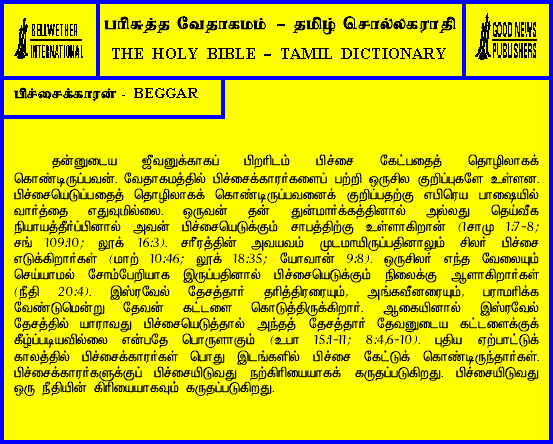 BELLWETHER
INTERNATIONAL
பரிசுத்த வேதாகமம் – தமிழ் சொல்லகராதி
THE HOLY BIBLE – TAMIL DICTIONARY
GOOD NEWS
PUBLISHERS
பிச்சைக்காரன் - BEGGAR
தன்னுடைய ஜீவனுக்காகப் பிறரிடம் பிச்சை கேட்பதைத் தொழிலாகக்
கொண்டிருப்பவன். வேதாகமத்தில் பிச்சைக்காரர்களைப் பற்றி ஒருசில குறிப்புகளே உள்ளன.
பிச்சையெடுப்பதைத் தொழிலாகக் கொண்டிருப்பவனைக் குறிப்பதற்கு எபிரெய பாஷையில்
வார்த்தை எதுவுமில்லை. ஒருவன் தன் துன்மார்க்கத்தினால் அல்லது தெய்வீக
நியாயத்தீர்ப்பினால் அவன் பிச்சையெடுக்கும் சாபத்திற்கு உள்ளாகிறான் (1சாமு 1:7-8;
சங் 109:10; லூக் 16:3). சரீரத்தின் அவயவம் முடமாயிருப்பதினாலும் சிலர் பிச்சை
எடுக்கிறார்கள் (மாற் 10:46; லூக் 18:35; யோவான் 9:8). ஒருசிலர் எந்த வேலையும்
செய்யாமல் சோம்பேறியாக இருப்பதினால் பிச்சையெடுக்கும் நிலைக்கு ஆளாகிறார்கள்
(நீதி 20:4). இஸ்ரவேல் தேசத்தார் தரித்திரரையும், அங்கவீனரையும், பராமரிக்க
வேண்டுமென்று தேவன் கட்டளை கொடுத்திருக்கிறார். ஆகையினால் இஸ்ரவேல்
தேசத்தில் யாராவது பிச்சையெடுத்தால் அந்தத் தேசத்தார் தேவனுடைய கட்டளைக்குக்
கீழ்ப்படியவில்லை என்பதே பொருளாகும் (உபா 15:1-11; 8:4,6-10). புதிய ஏற்பாட்டுக்
காலத்தில் பிச்சைக்காரர்கள் பொது இடங்களில் பிச்சை கேட்டுக் கொண்டிருந்தார்கள்.
பிச்சைக்காரர்களுக்குப் பிச்சையிடுவது நற்கிரியையாகக் கருதப்படுகிறது. பிச்சையிடுவது
ஒரு நீதியின் கிரியையாகவும் கருதப்படுகிறது.